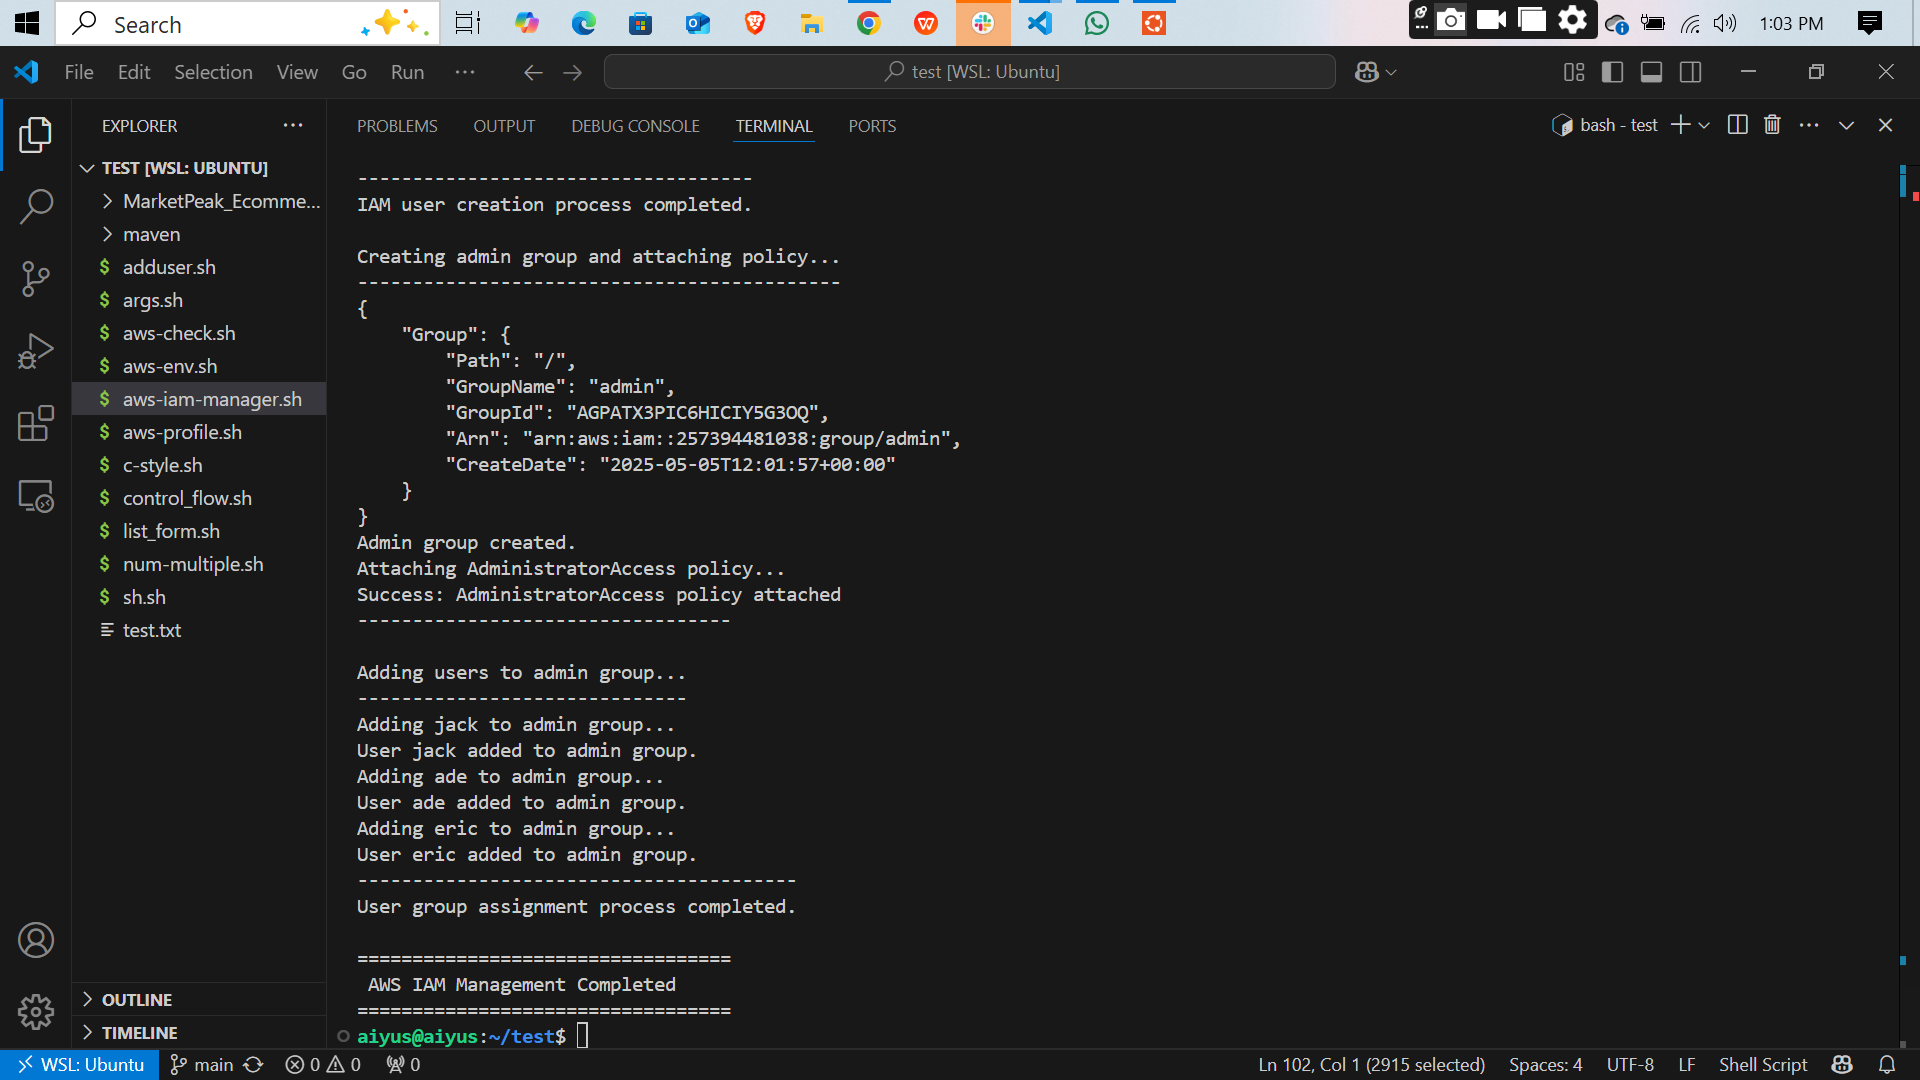 Search
1:03 PM
File Edit Selection View Go Run ···
test [WSL: Ubuntu]
EXPLORER ···
TEST [WSL: UBUNTU]
MarketPeak_Ecomme...
maven
$ adduser.sh
$ args.sh
$ aws-check.sh
$ aws-env.sh
$ aws-iam-manager.sh
$ aws-profile.sh
$ c-style.sh
$ control_flow.sh
$ list_form.sh
$ num-multiple.sh
$ sh.sh
test.txt
OUTLINE
TIMELINE
PROBLEMS OUTPUT DEBUG CONSOLE TERMINAL PORTS
bash - test
------------------------------------
IAM user creation process completed.

Creating admin group and attaching policy...
--------------------------------------------
{
    "Group": {
        "Path": "/",
        "GroupName": "admin",
        "GroupId": "AGPATX3PIC6HICIY5G3OQ",
        "Arn": "arn:aws:iam::257394481038:group/admin",
        "CreateDate": "2025-05-05T12:01:57+00:00"
    }
}
Admin group created.
Attaching AdministratorAccess policy...
Success: AdministratorAccess policy attached
----------------------------------

Adding users to admin group...
------------------------------
Adding jack to admin group...
User jack added to admin group.
Adding ade to admin group...
User ade added to admin group.
Adding eric to admin group...
User eric added to admin group.
----------------------------------------
User group assignment process completed.

==================================
 AWS IAM Management Completed
==================================
aiyus@aiyus:~/test$
WSL: Ubuntu main 0 0 0
Ln 102, Col 1 (2915 selected) Spaces: 4 UTF-8 LF Shell Script